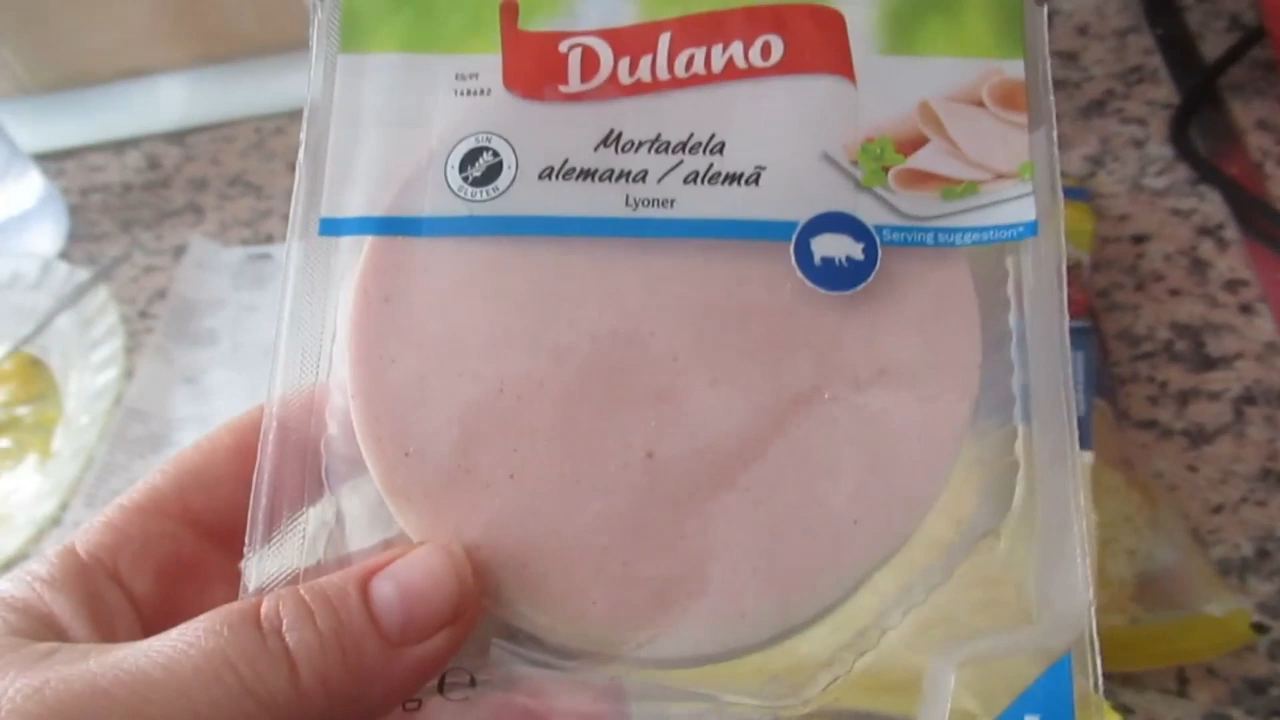 Dulano
ES/PT
148682
SIN
GLUTEN
Mortadela
alemana / alemã
Lyoner
Serving suggestion*
g e